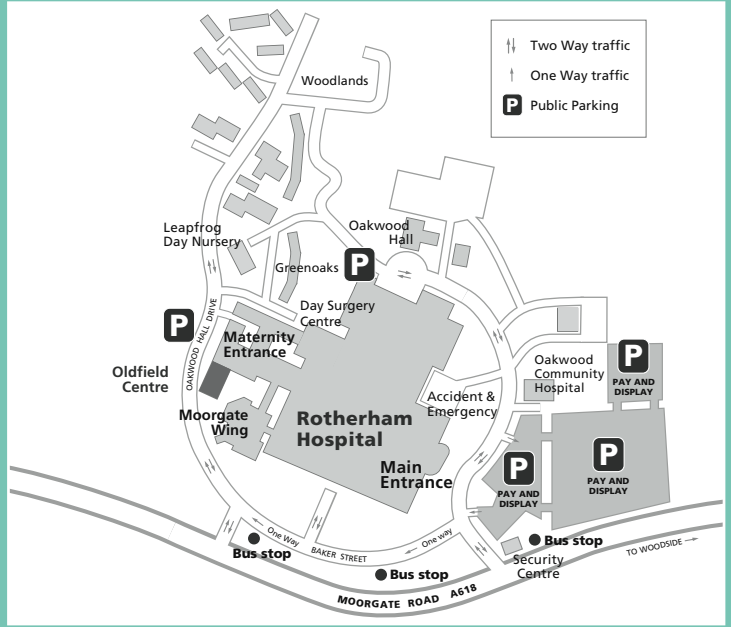 Two Way traffic
One Way traffic
P Public Parking
Woodlands
Leapfrog
Day Nursery
Oakwood
Hall
Greenoaks
P
Day Surgery
Centre
P
OAKWOOD HALL DRIVE
Maternity
Entrance
Oldfield
Centre
Moorgate
Wing
Rotherham
Hospital
Accident &
Emergency
Oakwood
Community
Hospital
P
PAY AND
DISPLAY
Main
Entrance
P
PAY AND
DISPLAY
P
PAY AND
DISPLAY
One Way
BAKER STREET
One way
Bus stop
Bus stop
Bus stop
Security
Centre
TO WOODSIDE
MOORGATE ROAD A618